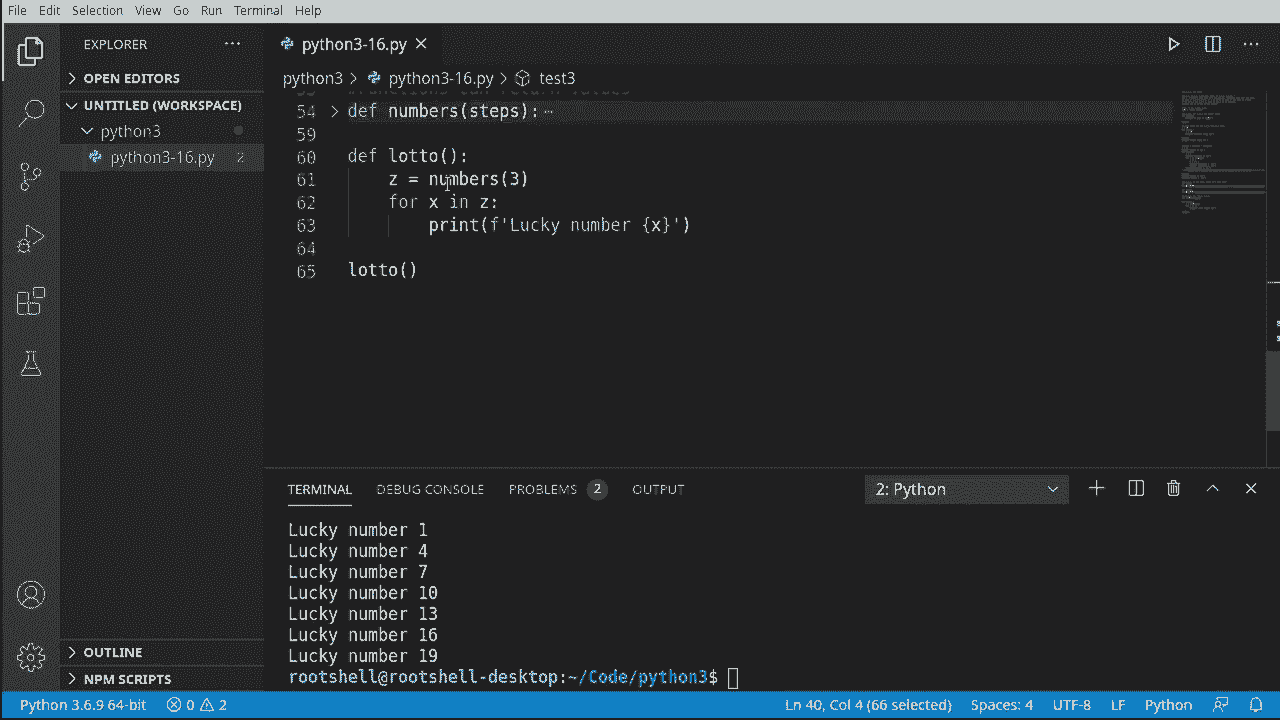 File Edit Selection View Go Run Terminal Help
EXPLORER ···
python3-16.py
OPEN EDITORS
python3 > python3-16.py > test3
UNTITLED (WORKSPACE)
python3
python3-16.py 2
54 def numbers(steps):
59
60 def lotto():
61 z = numbers(3)
62 for x in z:
63 print(f'Lucky number {x}')
64
65 lotto()
TERMINAL DEBUG CONSOLE PROBLEMS 2 OUTPUT 2: Python
Lucky number 1
Lucky number 4
Lucky number 7
Lucky number 10
Lucky number 13
Lucky number 16
Lucky number 19
rootshell@rootshell-desktop:~/Code/python3$
OUTLINE
NPM SCRIPTS
Python 3.6.9 64-bit 0 2 Ln 40, Col 4 (66 selected) Spaces: 4 UTF-8 LF Python